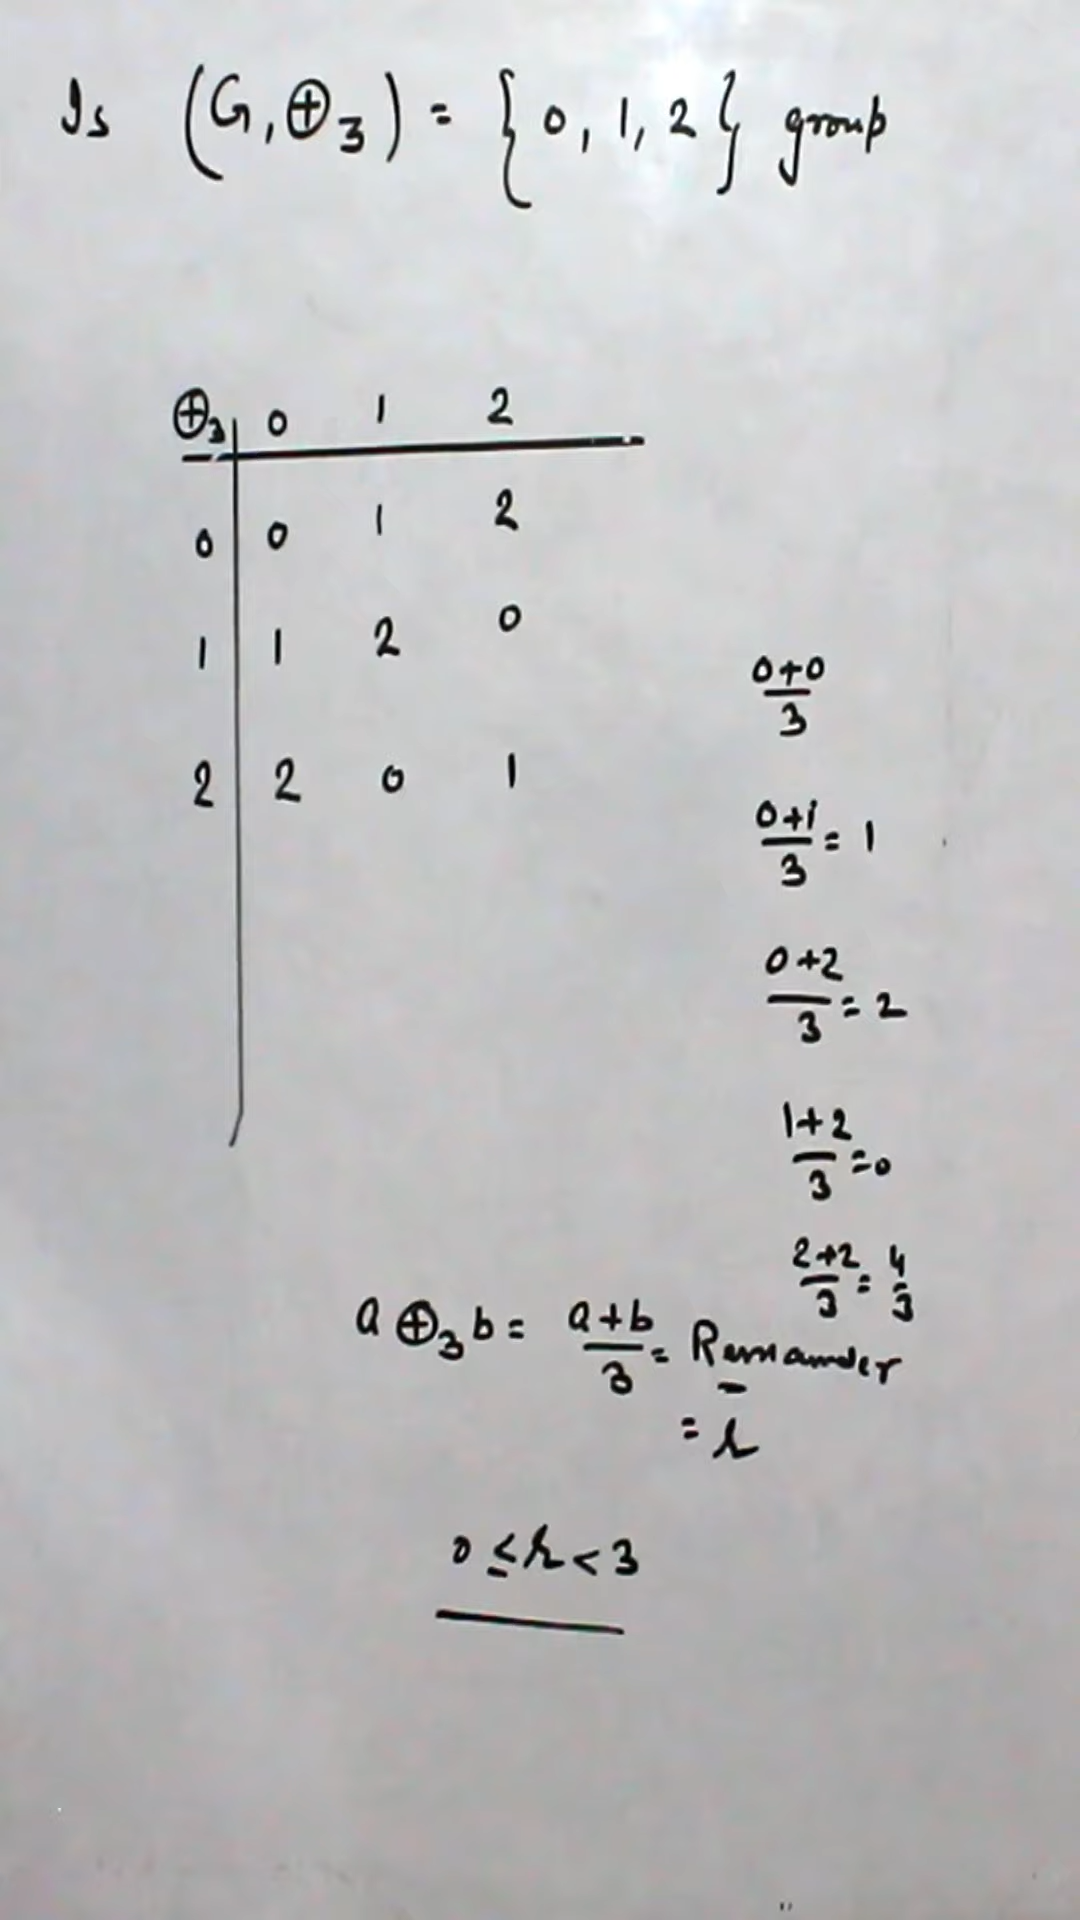 Is (G, ⊕₃) = {0, 1, 2} group
⊕₃ 0 1 2
0 0 1 2
1 1 2 0
2 2 0 1
0+0/3
0+1/3 = 1
0+2/3 = 2
1+2/3 = 0
2+2/3 = 4/3
a ⊕₃ b = a+b/3 = Remainder
= r
0 ≤ r < 3